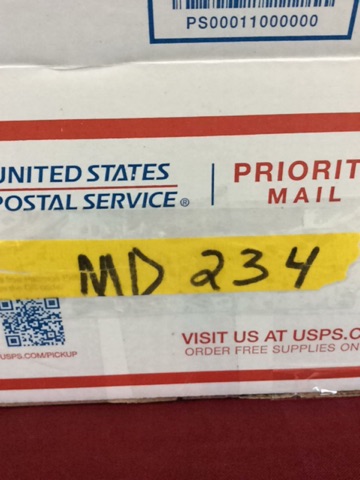 PS00011000000
UNITED STATES
POSTAL SERVICE®
PRIORIT
MAIL
MD 234
USPS.COM/PICKUP
VISIT US AT USPS.C
ORDER FREE SUPPLIES ON